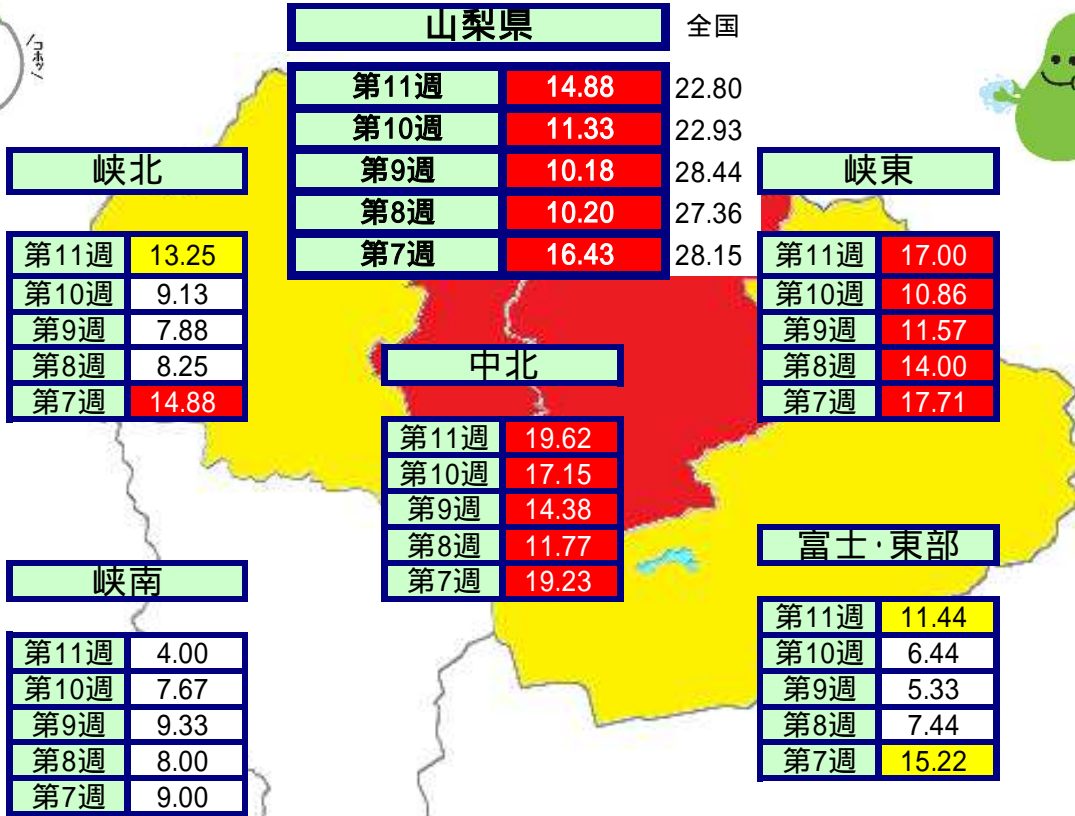 山梨県 全国
第11週 14.88 22.80
第10週 11.33 22.93
第9週 10.18 28.44
第8週 10.20 27.36
第7週 16.43 28.15
コホッ
峡北
第11週 13.25
第10週 9.13
第9週 7.88
第8週 8.25
第7週 14.88
峡東
第11週 17.00
第10週 10.86
第9週 11.57
第8週 14.00
第7週 17.71
中北
第11週 19.62
第10週 17.15
第9週 14.38
第8週 11.77
第7週 19.23
峡南
第11週 4.00
第10週 7.67
第9週 9.33
第8週 8.00
第7週 9.00
富士・東部
第11週 11.44
第10週 6.44
第9週 5.33
第8週 7.44
第7週 15.22